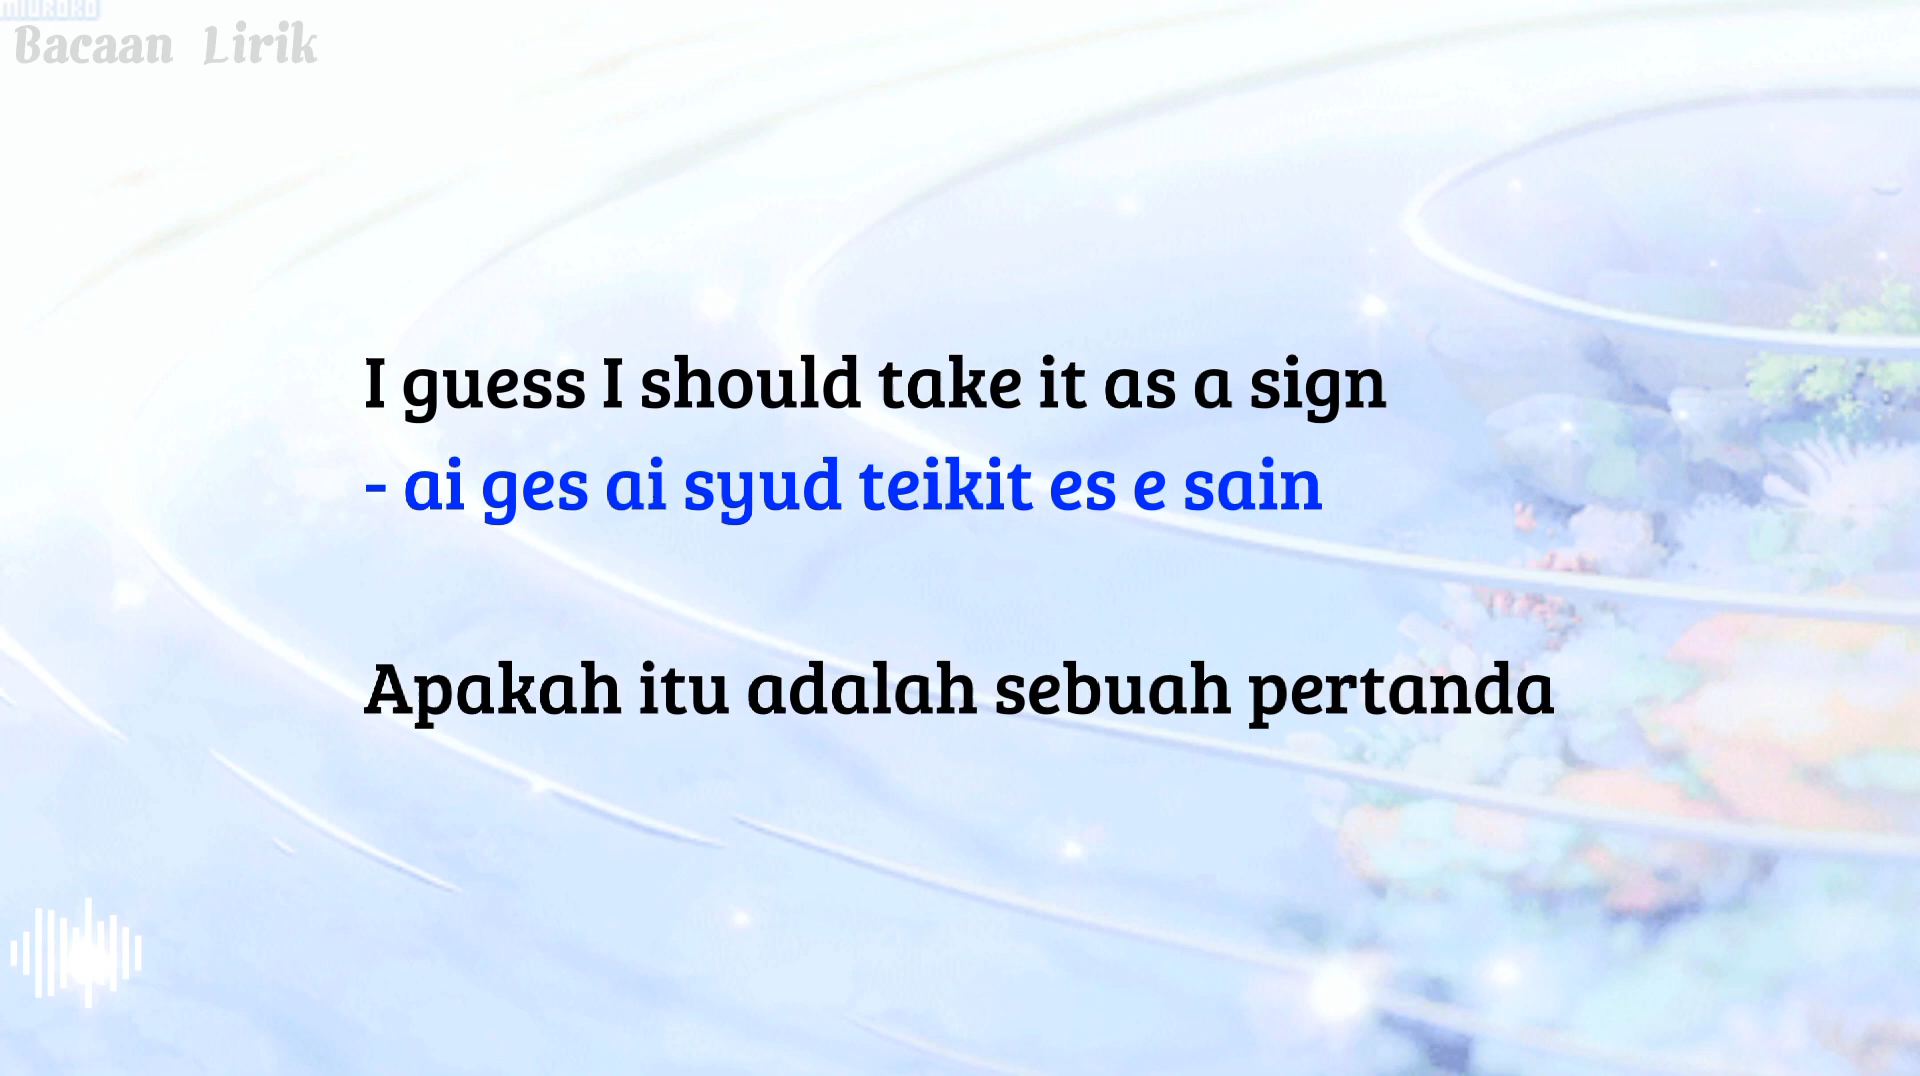 MIUROKO
Bacaan Lirik
I guess I should take it as a sign
- ai ges ai syud teikit es e sain
Apakah itu adalah sebuah pertanda